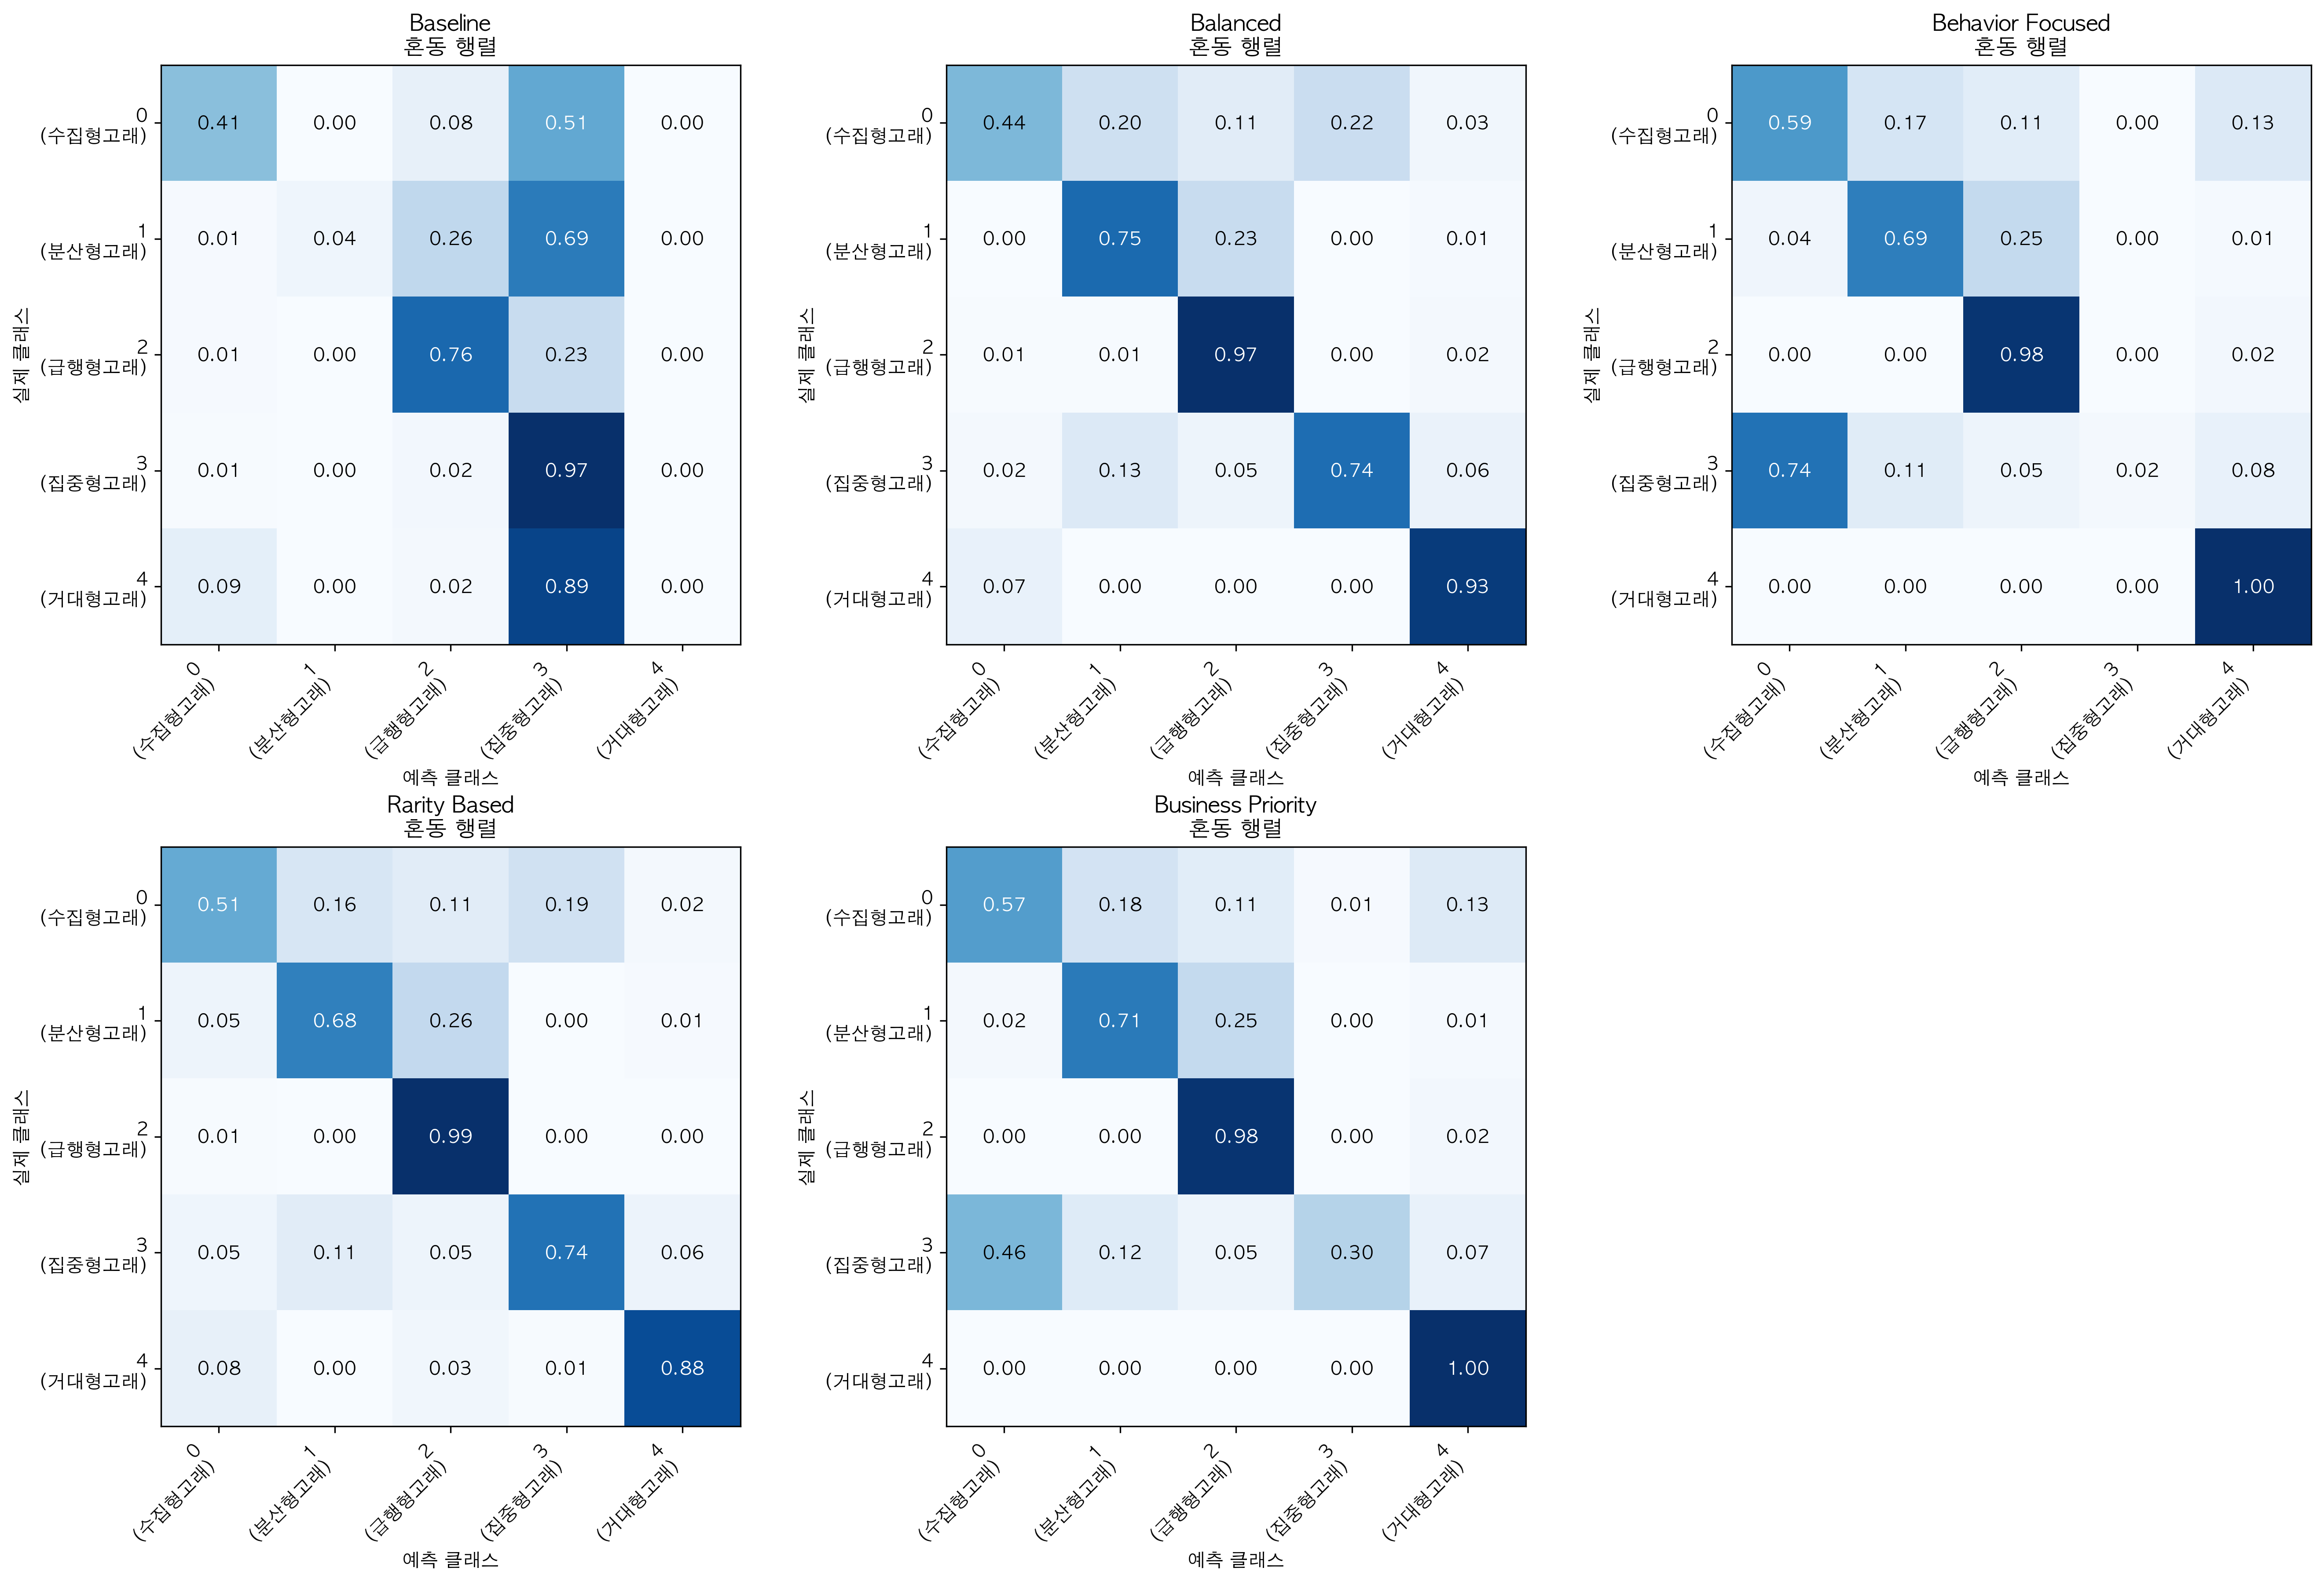 Baseline
혼동 행렬
실제 클래스
0
(수집형고래)
0.41 0.00 0.08 0.51 0.00
1
(분산형고래)
0.01 0.04 0.26 0.69 0.00
2
(급행형고래)
0.01 0.00 0.76 0.23 0.00
3
(집중형고래)
0.01 0.00 0.02 0.97 0.00
4
(거대형고래)
0.09 0.00 0.02 0.89 0.00
0
(수집형고래)
1
(분산형고래)
2
(급행형고래)
3
(집중형고래)
4
(거대형고래)
예측 클래스
Balanced
혼동 행렬
실제 클래스
0
(수집형고래)
0.44 0.20 0.11 0.22 0.03
1
(분산형고래)
0.00 0.75 0.23 0.00 0.01
2
(급행형고래)
0.01 0.01 0.97 0.00 0.02
3
(집중형고래)
0.02 0.13 0.05 0.74 0.06
4
(거대형고래)
0.07 0.00 0.00 0.00 0.93
0
(수집형고래)
1
(분산형고래)
2
(급행형고래)
3
(집중형고래)
4
(거대형고래)
예측 클래스
Behavior Focused
혼동 행렬
실제 클래스
0
(수집형고래)
0.59 0.17 0.11 0.00 0.13
1
(분산형고래)
0.04 0.69 0.25 0.00 0.01
2
(급행형고래)
0.00 0.00 0.98 0.00 0.02
3
(집중형고래)
0.74 0.11 0.05 0.02 0.08
4
(거대형고래)
0.00 0.00 0.00 0.00 1.00
0
(수집형고래)
1
(분산형고래)
2
(급행형고래)
3
(집중형고래)
4
(거대형고래)
예측 클래스
Rarity Based
혼동 행렬
실제 클래스
0
(수집형고래)
0.51 0.16 0.11 0.19 0.02
1
(분산형고래)
0.05 0.68 0.26 0.00 0.01
2
(급행형고래)
0.01 0.00 0.99 0.00 0.00
3
(집중형고래)
0.05 0.11 0.05 0.74 0.06
4
(거대형고래)
0.08 0.00 0.03 0.01 0.88
0
(수집형고래)
1
(분산형고래)
2
(급행형고래)
3
(집중형고래)
4
(거대형고래)
예측 클래스
Business Priority
혼동 행렬
실제 클래스
0
(수집형고래)
0.57 0.18 0.11 0.01 0.13
1
(분산형고래)
0.02 0.71 0.25 0.00 0.01
2
(급행형고래)
0.00 0.00 0.98 0.00 0.02
3
(집중형고래)
0.46 0.12 0.05 0.30 0.07
4
(거대형고래)
0.00 0.00 0.00 0.00 1.00
0
(수집형고래)
1
(분산형고래)
2
(급행형고래)
3
(집중형고래)
4
(거대형고래)
예측 클래스